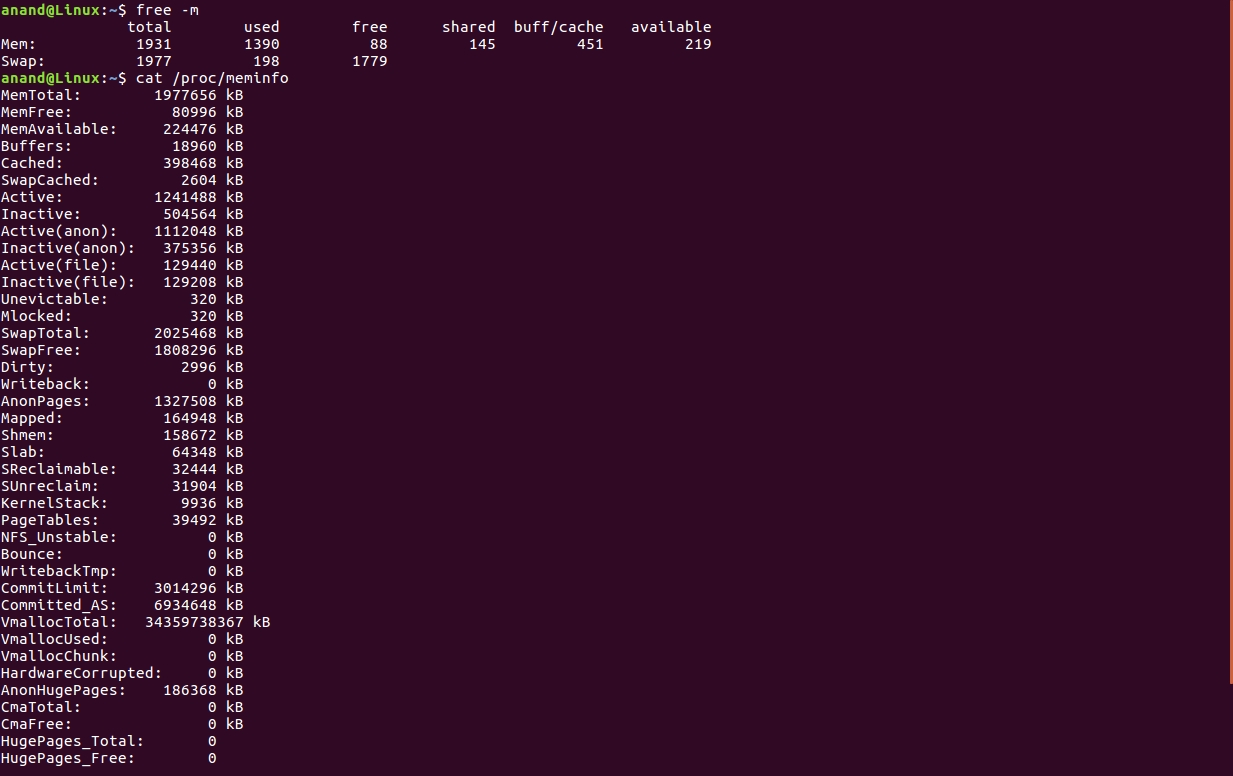 anand@Linux:~$ free -m
              total        used        free      shared  buff/cache   available
Mem:           1931        1390          88         145         451         219
Swap:          1977         198        1779
anand@Linux:~$ cat /proc/meminfo
MemTotal:        1977656 kB
MemFree:           80996 kB
MemAvailable:     224476 kB
Buffers:           18960 kB
Cached:           398468 kB
SwapCached:         2604 kB
Active:          1241488 kB
Inactive:         504564 kB
Active(anon):    1112048 kB
Inactive(anon):   375356 kB
Active(file):     129440 kB
Inactive(file):   129208 kB
Unevictable:         320 kB
Mlocked:             320 kB
SwapTotal:       2025468 kB
SwapFree:        1808296 kB
Dirty:              2996 kB
Writeback:             0 kB
AnonPages:       1327508 kB
Mapped:           164948 kB
Shmem:            158672 kB
Slab:              64348 kB
SReclaimable:      32444 kB
SUnreclaim:        31904 kB
KernelStack:        9936 kB
PageTables:        39492 kB
NFS_Unstable:          0 kB
Bounce:                0 kB
WritebackTmp:          0 kB
CommitLimit:     3014296 kB
Committed_AS:    6934648 kB
VmallocTotal:   34359738367 kB
VmallocUsed:           0 kB
VmallocChunk:          0 kB
HardwareCorrupted:     0 kB
AnonHugePages:    186368 kB
CmaTotal:              0 kB
CmaFree:               0 kB
HugePages_Total:       0
HugePages_Free:        0